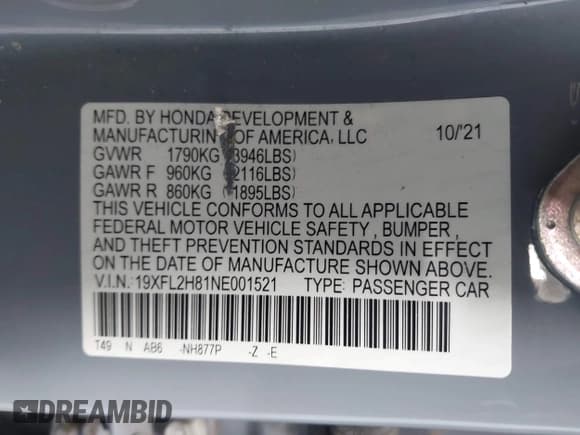 MFD. BY HONDA DEVELOPMENT &
MANUFACTURING OF AMERICA, LLC 10/'21
GVWR 1790KG (3946LBS)
GAWR F 960KG (2116LBS)
GAWR R 860KG (1895LBS)
THIS VEHICLE CONFORMS TO ALL APPLICABLE
FEDERAL MOTOR VEHICLE SAFETY , BUMPER ,
AND THEFT PREVENTION STANDARDS IN EFFECT
ON THE DATE OF MANUFACTURE SHOWN ABOVE.
V.I.N. 19XFL2H81NE001521 TYPE: PASSENGER CAR
T49 N AB6 -NH877P -Z -E
DREAMBID